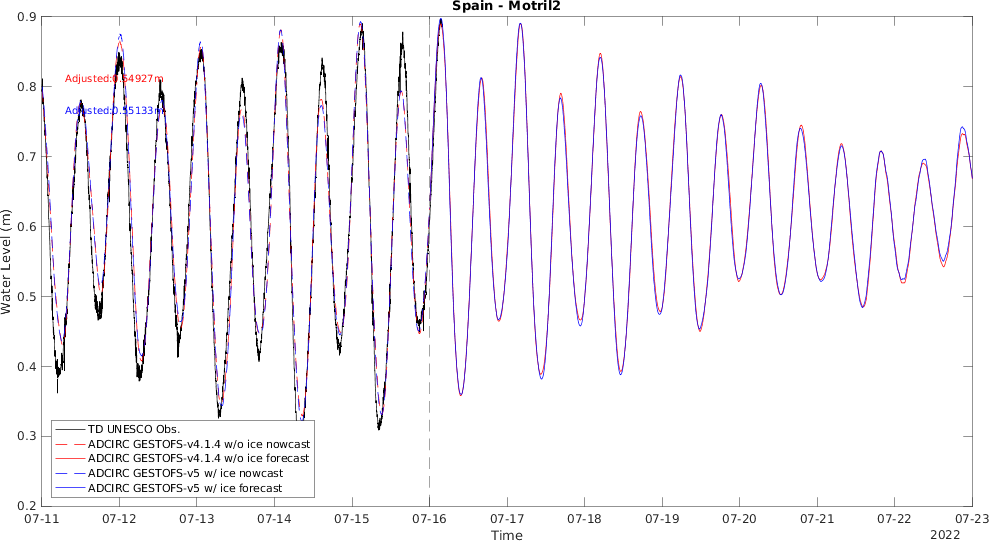 Spain - Motril2
0.9
0.8
0.7
0.6
0.5
0.4
0.3
0.2
Water Level (m)
Adjusted:0.54927m
Adjusted:0.55133m
TD UNESCO Obs.
ADCIRC GESTOFS-v4.1.4 w/o ice nowcast
ADCIRC GESTOFS-v4.1.4 w/o ice forecast
ADCIRC GESTOFS-v5 w/ ice nowcast
ADCIRC GESTOFS-v5 w/ ice forecast
07-11 07-12 07-13 07-14 07-15 07-16 07-17 07-18 07-19 07-20 07-21 07-22 07-23
Time
2022